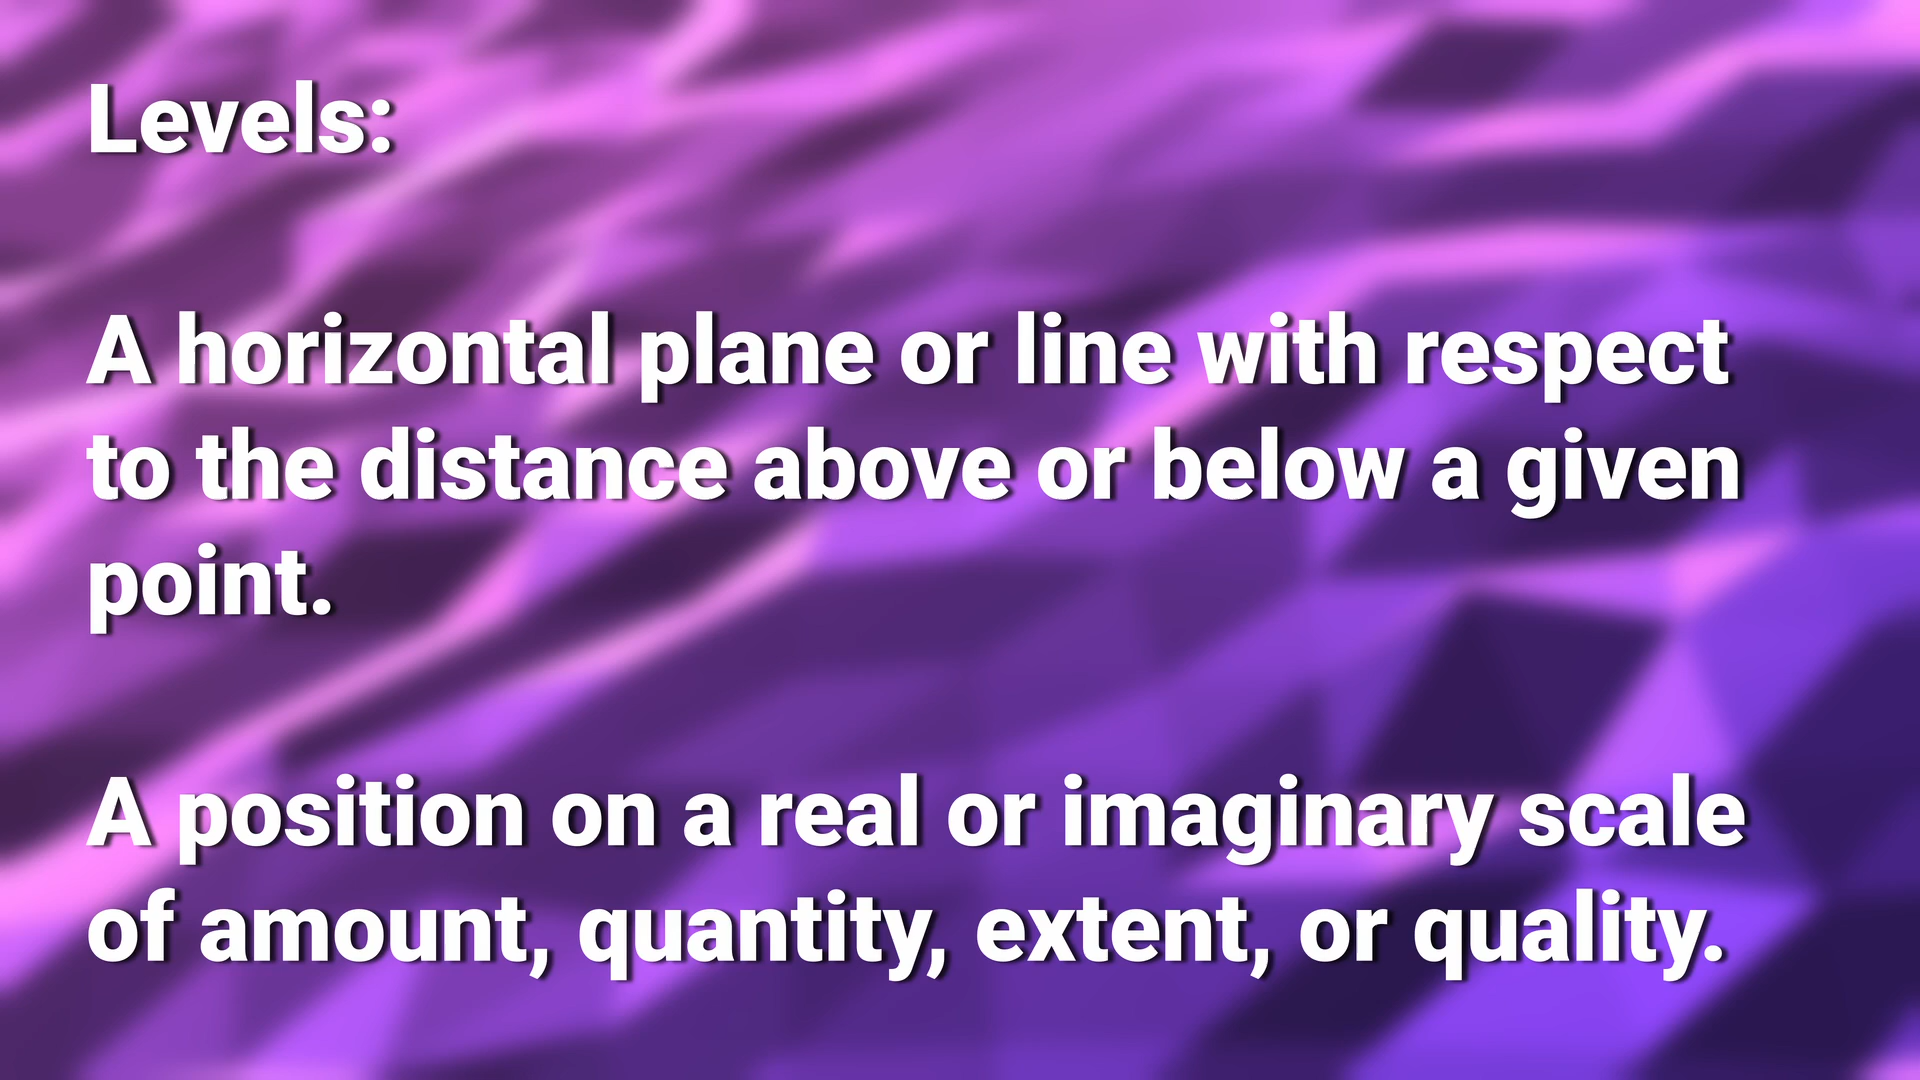 Levels:
A horizontal plane or line with respect
to the distance above or below a given
point.
A position on a real or imaginary scale
of amount, quantity, extent, or quality.